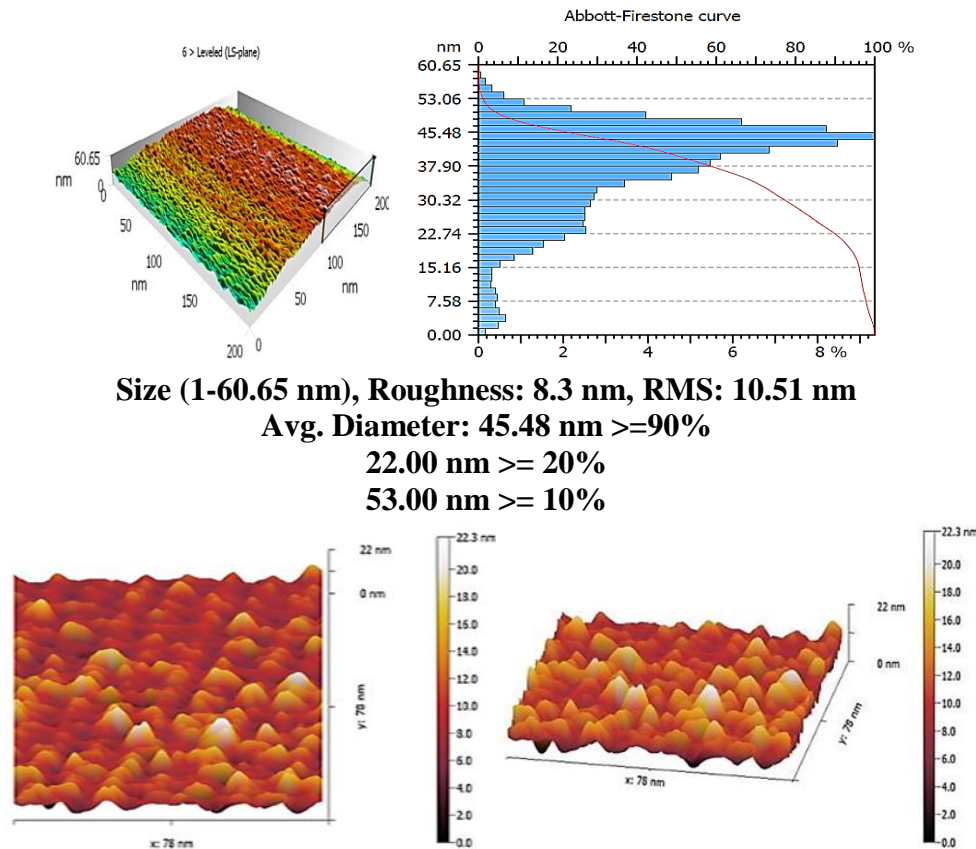 Abbott-Firestone curve
6 > Leveled (LS-plane)
nm 0 20 40 60 80 100 %
60.65
53.06
45.48
37.90
30.32
22.74
15.16
7.58
0.00
0 2 4 6 8 %
60.65
nm
0
0
50
100
nm
150
200
0
50
nm
100
150
200
Size (1-60.65 nm), Roughness: 8.3 nm, RMS: 10.51 nm
Avg. Diameter: 45.48 nm >=90%
22.00 nm >= 20%
53.00 nm >= 10%
22 nm
0 nm
y: 78 nm
x: 78 nm
22.3 nm
20.0
18.0
16.0
14.0
12.0
10.0
8.0
6.0
4.0
2.0
0.0
22 nm
0 nm
y: 78 nm
x: 78 nm
22.3 nm
20.0
18.0
16.0
14.0
12.0
10.0
8.0
6.0
4.0
2.0
0.0